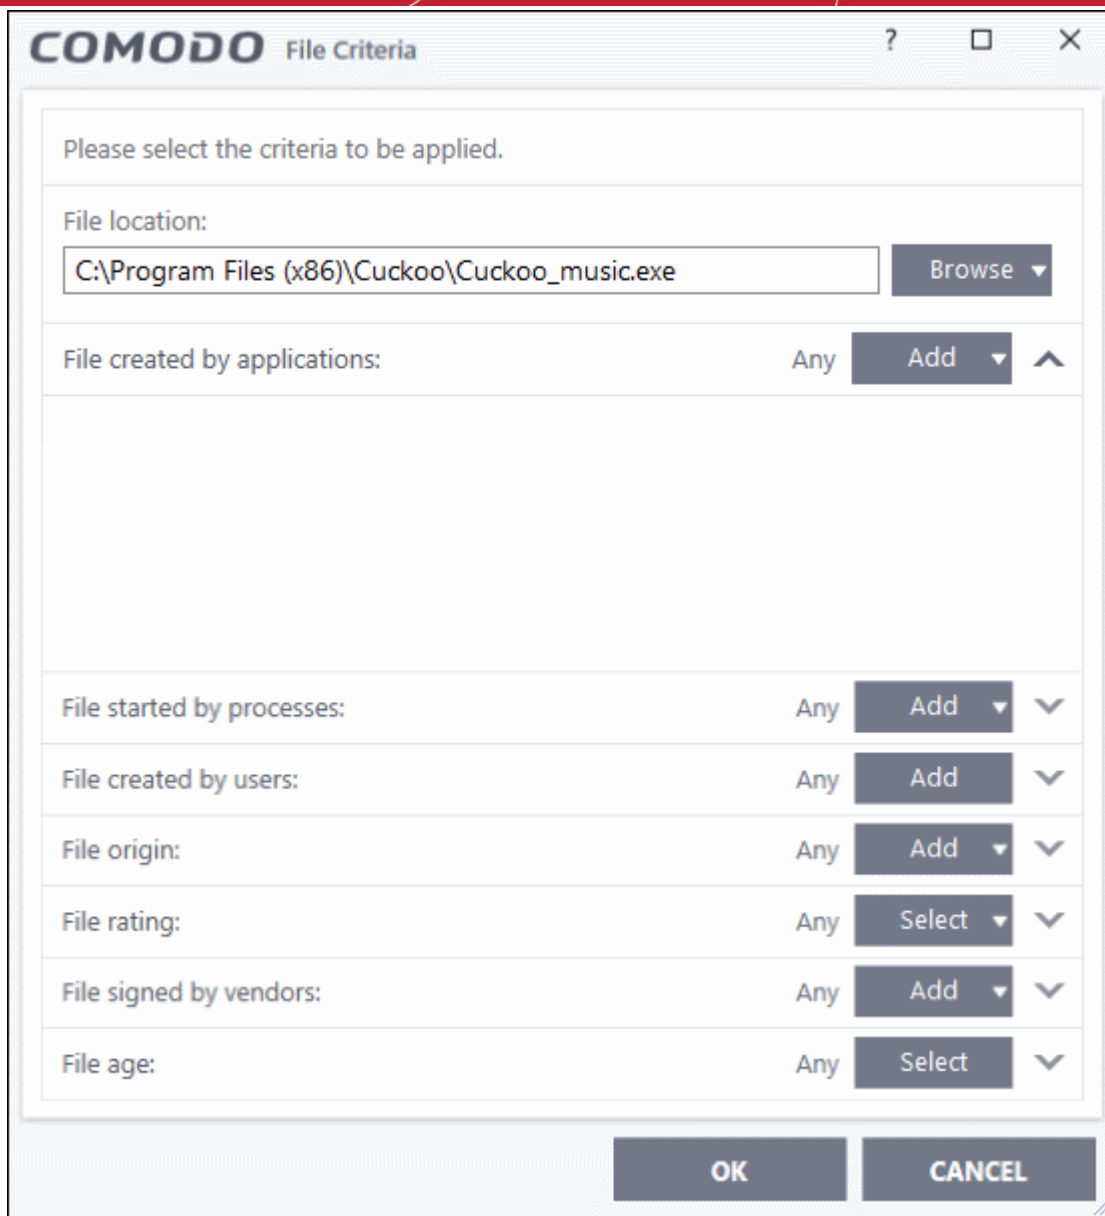 COMODO File Criteria ?
Please select the criteria to be applied.
File location:
C:\Program Files (x86)\Cuckoo\Cuckoo_music.exe Browse
File created by applications: Any Add
File started by processes: Any Add
File created by users: Any Add
File origin: Any Add
File rating: Any Select
File signed by vendors: Any Add
File age: Any Select
OK CANCEL